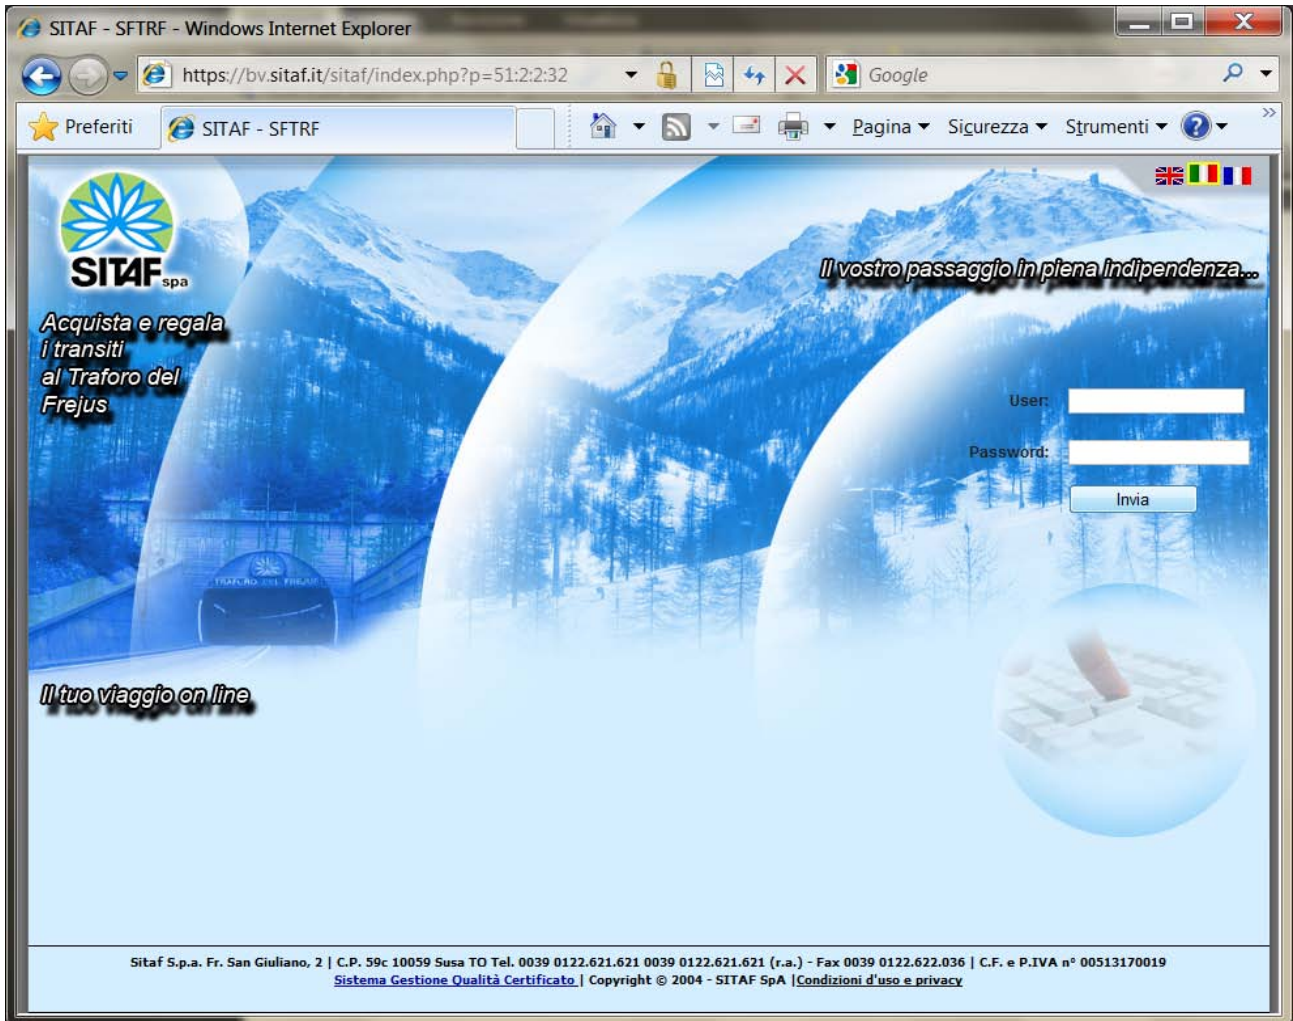 SITAF - SFTRF - Windows Internet Explorer
https://bv.sitaf.it/sitaf/index.php?p=51:2:2:32
Google
Preferiti
SITAF - SFTRF
Pagina
Sicurezza
Strumenti
SITAF spa
Il vostro passaggio in piena indipendenza...
Acquista e regala
i transiti
al Traforo del
Frejus
User:
Password:
Invia
TRAFORO DEL FREJUS
Il tuo viaggio on line
Sitaf S.p.a. Fr. San Giuliano, 2 | C.P. 59c 10059 Susa TO Tel. 0039 0122.621.621 0039 0122.621.621 (r.a.) - Fax 0039 0122.622.036 | C.F. e P.IVA n° 00513170019
Sistema Gestione Qualità Certificato | Copyright © 2004 - SITAF SpA |Condizioni d'uso e privacy